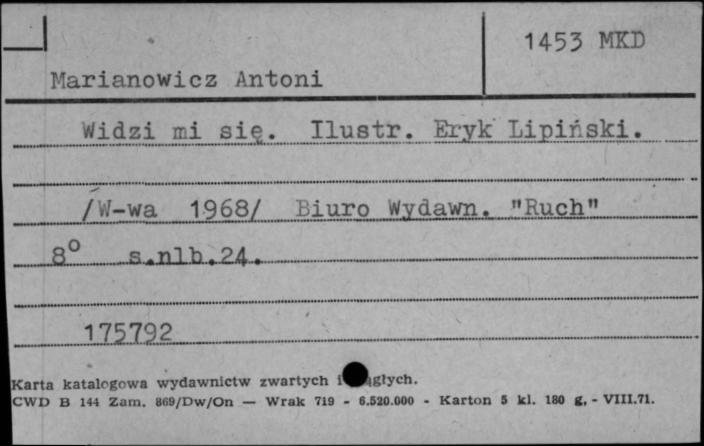 1453 MKD
Marianowicz Antoni
Widzi mi się. Ilustr. Eryk Lipiński.
/W-wa 1968/ Biuro Wydawn. "Ruch"
8° s.nlb.24.
175792
Karta katalogowa wydawnictw zwartych i
CWD B 144 Zam. 869/Dw/On — Wrak 719 - 6.520.000 - Karton 5 kl. 180 g. - VIII.71.